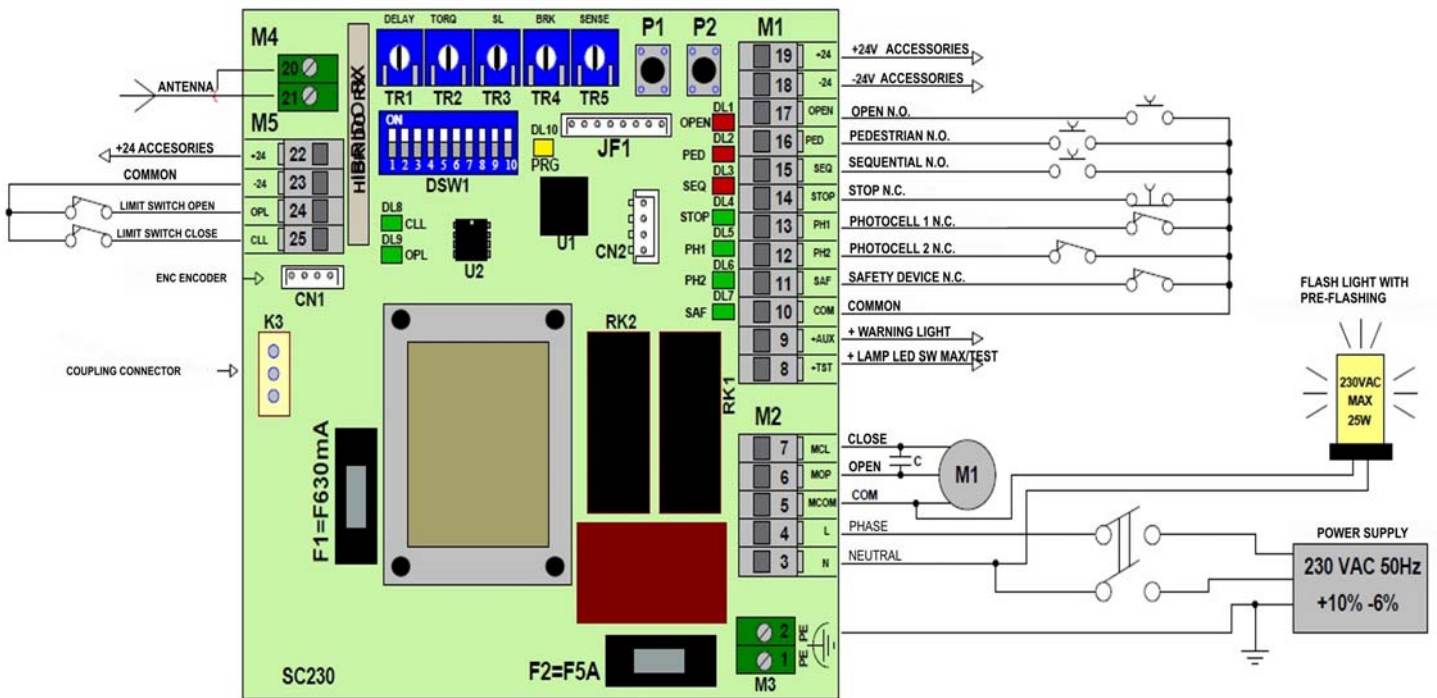 DELAY TORQ SL BRK SENSE
TR1 TR2 TR3 TR4 TR5
P1 P2
M4
20
21
ANTENNA
M5
+24 22
-24 23
OPL 24
CLL 25
+24 ACCESORIES
COMMON
LIMIT SWITCH OPEN
LIMIT SWITCH CLOSE
ENC ENCODER
CN1
K3
COUPLING CONNECTOR
ON
1 2 3 4 5 6 7 8 9 10
DSW1
DL10
PRG
JF1
DL8
CLL
DL9
OPL
U2
U1
CN2
DL1
OPEN
DL2
PED
DL3
SEQ
DL4
STOP
DL5
PH1
DL6
PH2
DL7
SAF
RK2
RK1
F1=F630mA
F2=F5A
SC230
M1
19 +24 +24V ACCESSORIES
18 -24 -24V ACCESSORIES
17 OPEN OPEN N.O.
16 PED PEDESTRIAN N.O.
15 SEQ SEQUENTIAL N.O.
14 STOP STOP N.C.
13 PH1 PHOTOCELL 1 N.C.
12 PH2 PHOTOCELL 2 N.C.
11 SAF SAFETY DEVICE N.C.
10 COM COMMON
9 +AUX + WARNING LIGHT
8 +TST + LAMP LED SW MAX/TEST
M2
7 MCL CLOSE
6 MOP OPEN
5 MCOM COM
4 L PHASE
3 N NEUTRAL
C
M1
2 PE
1 PE
M3
FLASH LIGHT WITH
PRE-FLASHING
230VAC
MAX
25W
POWER SUPPLY
230 VAC 50Hz
+10% -6%